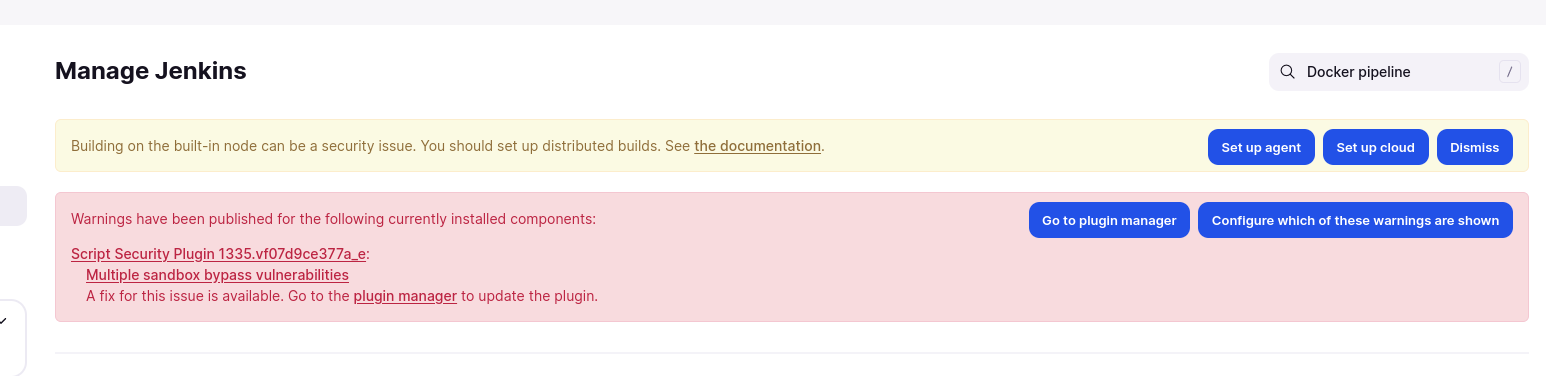 Manage Jenkins
Docker pipeline /
Building on the built-in node can be a security issue. You should set up distributed builds. See the documentation.
Set up agent Set up cloud Dismiss
Warnings have been published for the following currently installed components:
Go to plugin manager Configure which of these warnings are shown
Script Security Plugin 1335.vf07d9ce377a_e:
Multiple sandbox bypass vulnerabilities
A fix for this issue is available. Go to the plugin manager to update the plugin.